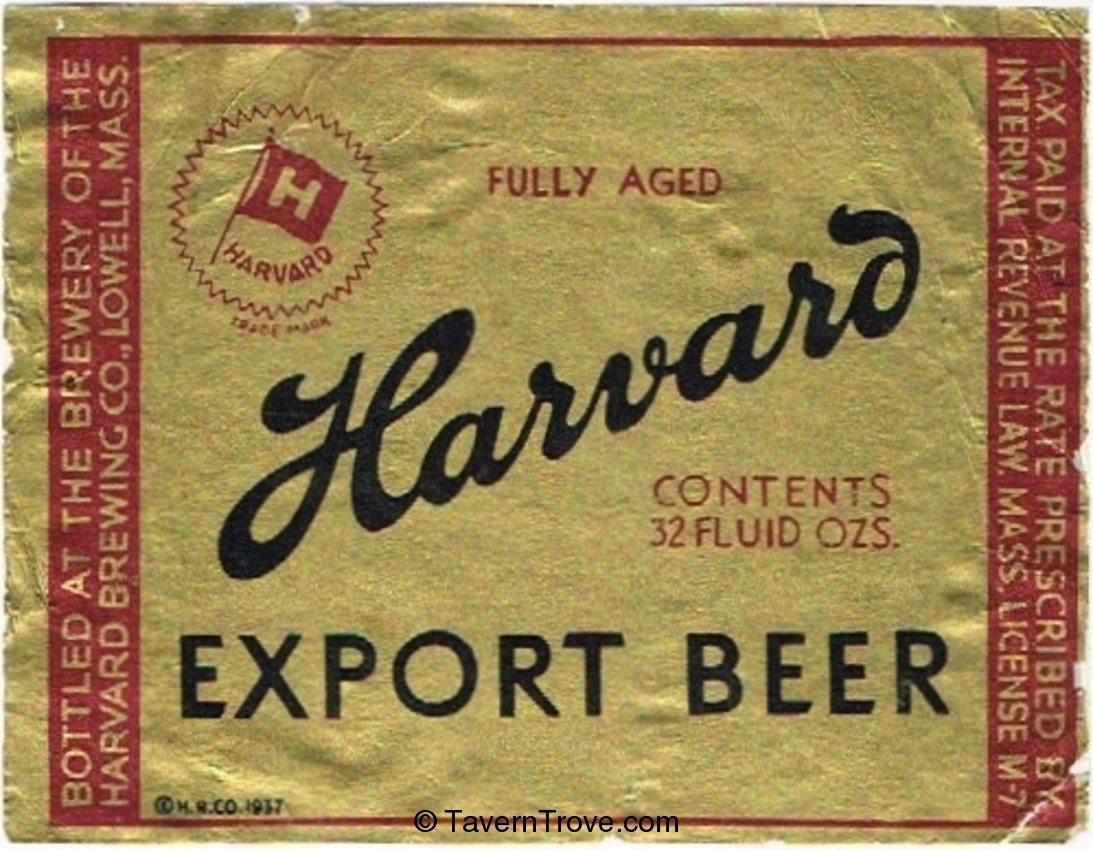 BOTTLED AT THE BREWERY OF THE
HARVARD BREWING CO., LOWELL, MASS.
H
HARVARD
TRADE MARK
FULLY AGED
Harvard
CONTENTS
32 FLUID OZS.
EXPORT BEER
TAX PAID AT THE RATE PRESCRIBED BY
INTERNAL REVENUE LAW. MASS. LICENSE M-7
© H.B.CO. 1937
© TavernTrove.com